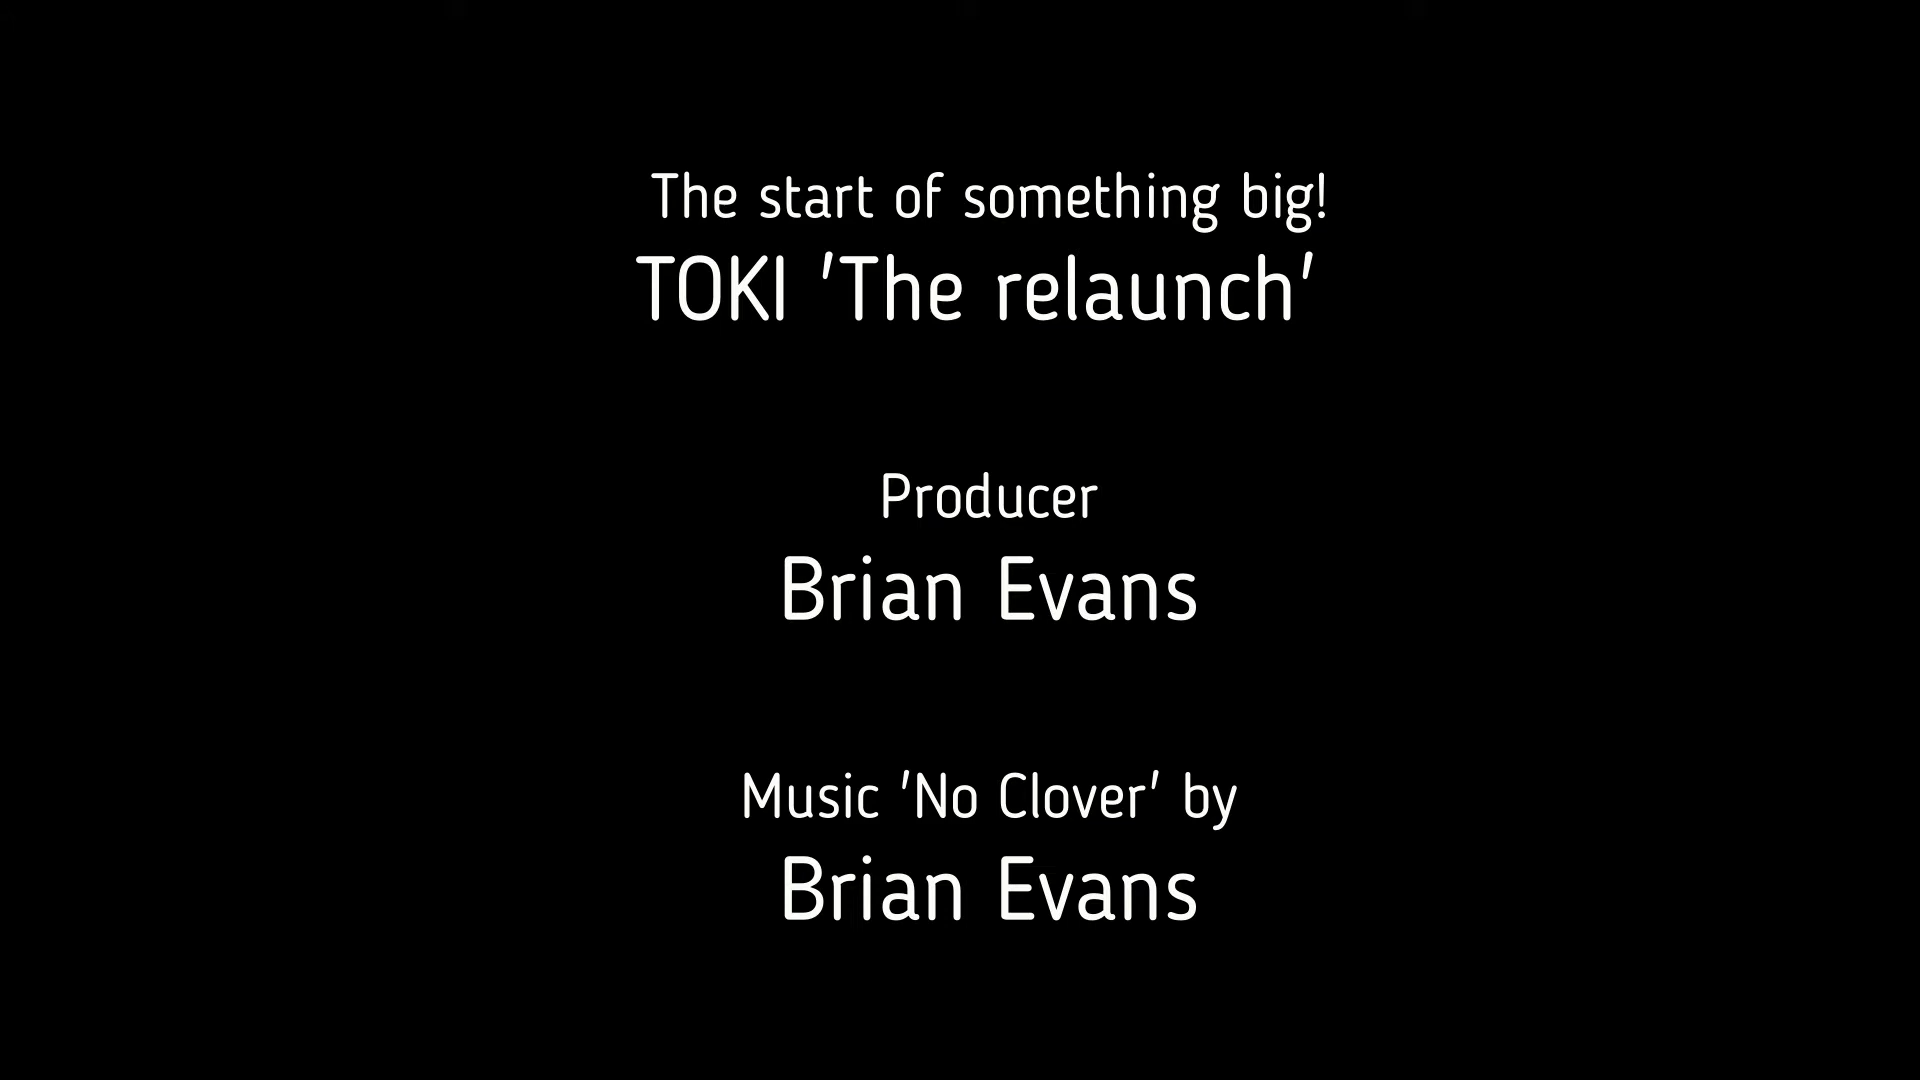 The start of something big!
TOKI 'The relaunch'
Producer
Brian Evans
Music 'No Clover' by
Brian Evans